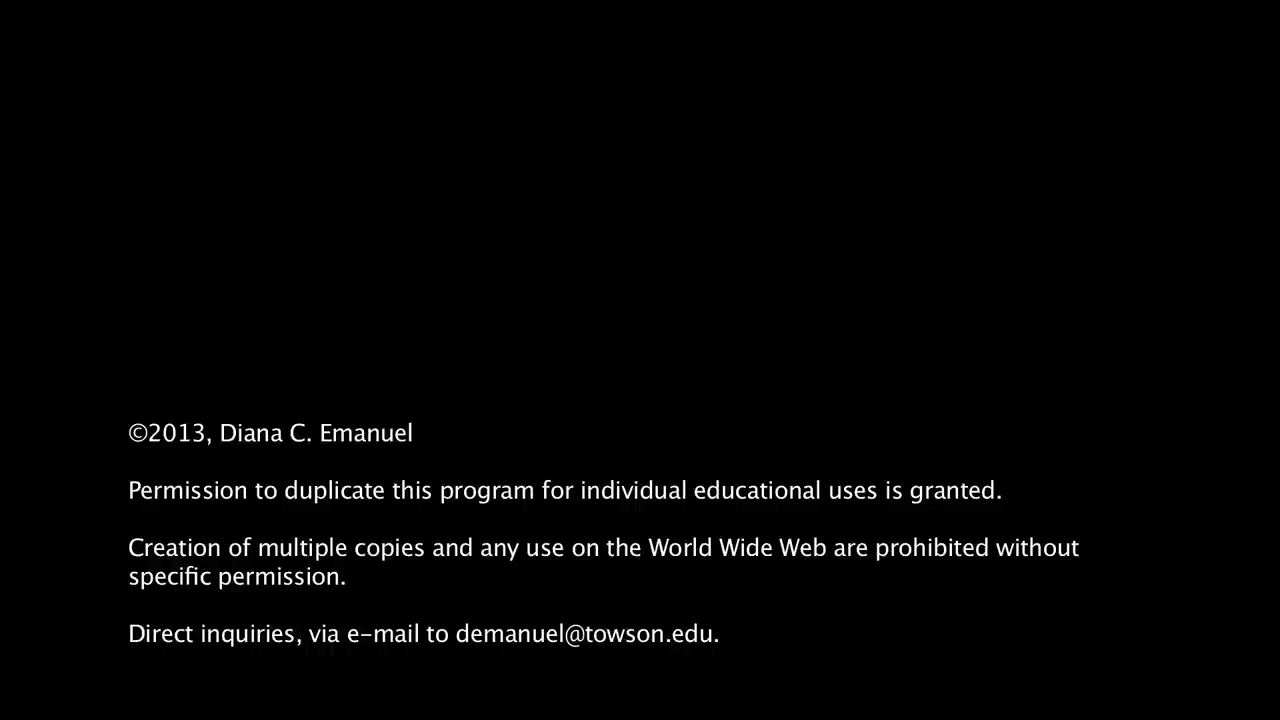 ©2013, Diana C. Emanuel
Permission to duplicate this program for individual educational uses is granted.
Creation of multiple copies and any use on the World Wide Web are prohibited without
specific permission.
Direct inquiries, via e-mail to demanuel@towson.edu.